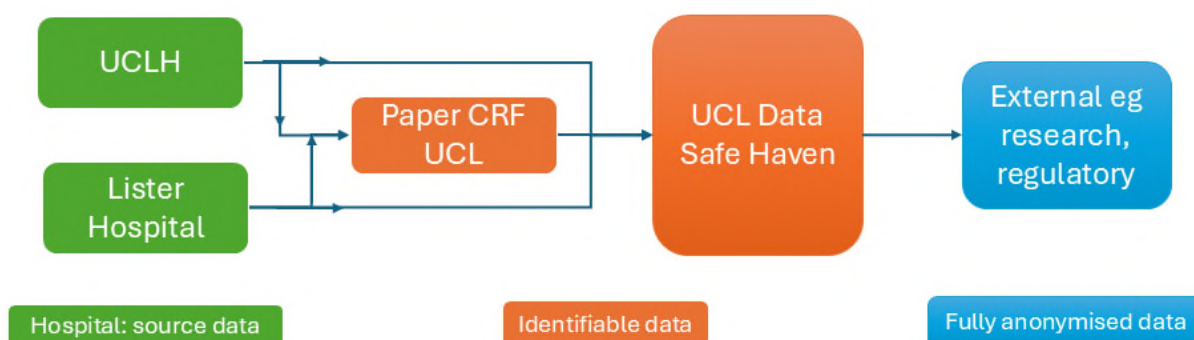 UCLH
Lister
Hospital
Paper CRF
UCL
UCL Data
Safe Haven
External eg
research,
regulatory
Hospital: source data
Identifiable data
Fully anonymised data